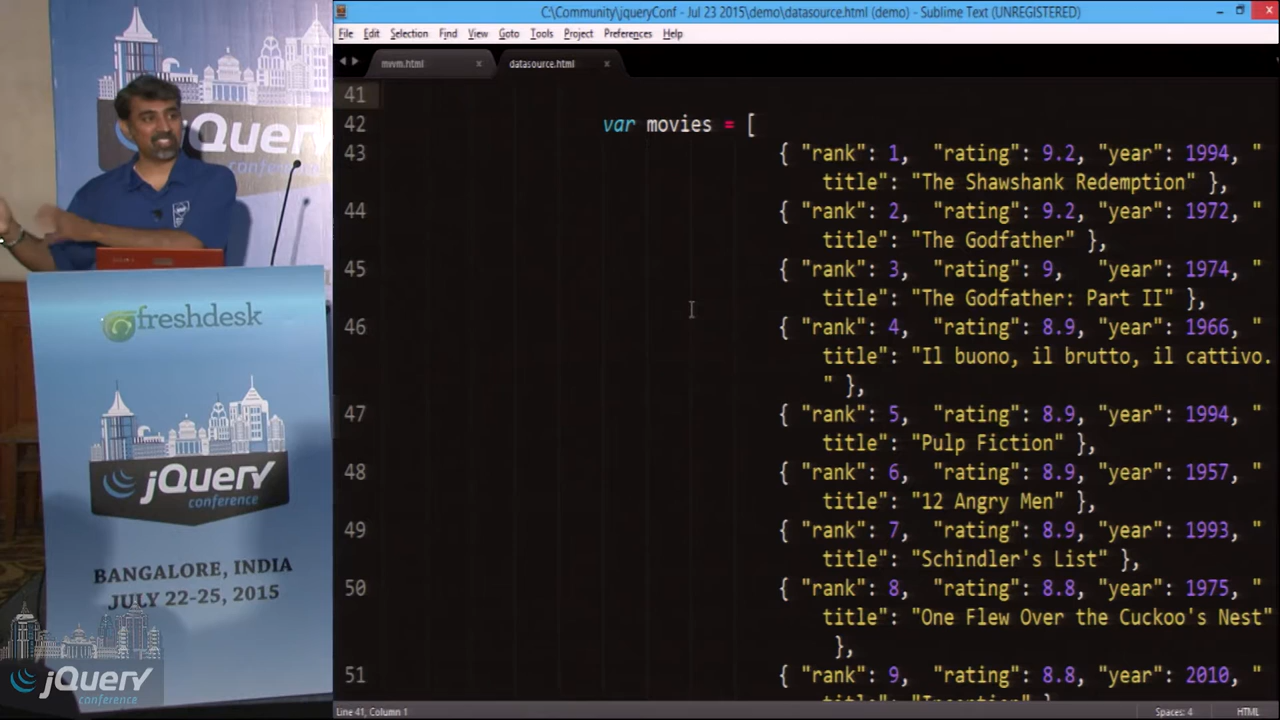 C:\Community\jqueryConf - Jul 23 2015\demo\datasource.html (demo) - Sublime Text (UNREGISTERED)
File Edit Selection Find View Goto Tools Project Preferences Help
mvvm.html datasource.html
41
42 var movies = [
43 { "rank": 1, "rating": 9.2, "year": 1994, "
title": "The Shawshank Redemption" },
44 { "rank": 2, "rating": 9.2, "year": 1972, "
title": "The Godfather" },
45 { "rank": 3, "rating": 9, "year": 1974, "
title": "The Godfather: Part II" },
46 { "rank": 4, "rating": 8.9, "year": 1966, "
title": "Il buono, il brutto, il cattivo.
" },
47 { "rank": 5, "rating": 8.9, "year": 1994, "
title": "Pulp Fiction" },
48 { "rank": 6, "rating": 8.9, "year": 1957, "
title": "12 Angry Men" },
49 { "rank": 7, "rating": 8.9, "year": 1993, "
title": "Schindler's List" },
50 { "rank": 8, "rating": 8.8, "year": 1975, "
title": "One Flew Over the Cuckoo's Nest"
},
51 { "rank": 9, "rating": 8.8, "year": 2010, "
title": "Inception" }
Line 41, Column 1
Spaces: 4 HTML
jQuery
freshdesk
jQuery
conference
BANGALORE, INDIA
JULY 22-25, 2015
jQuery
conference